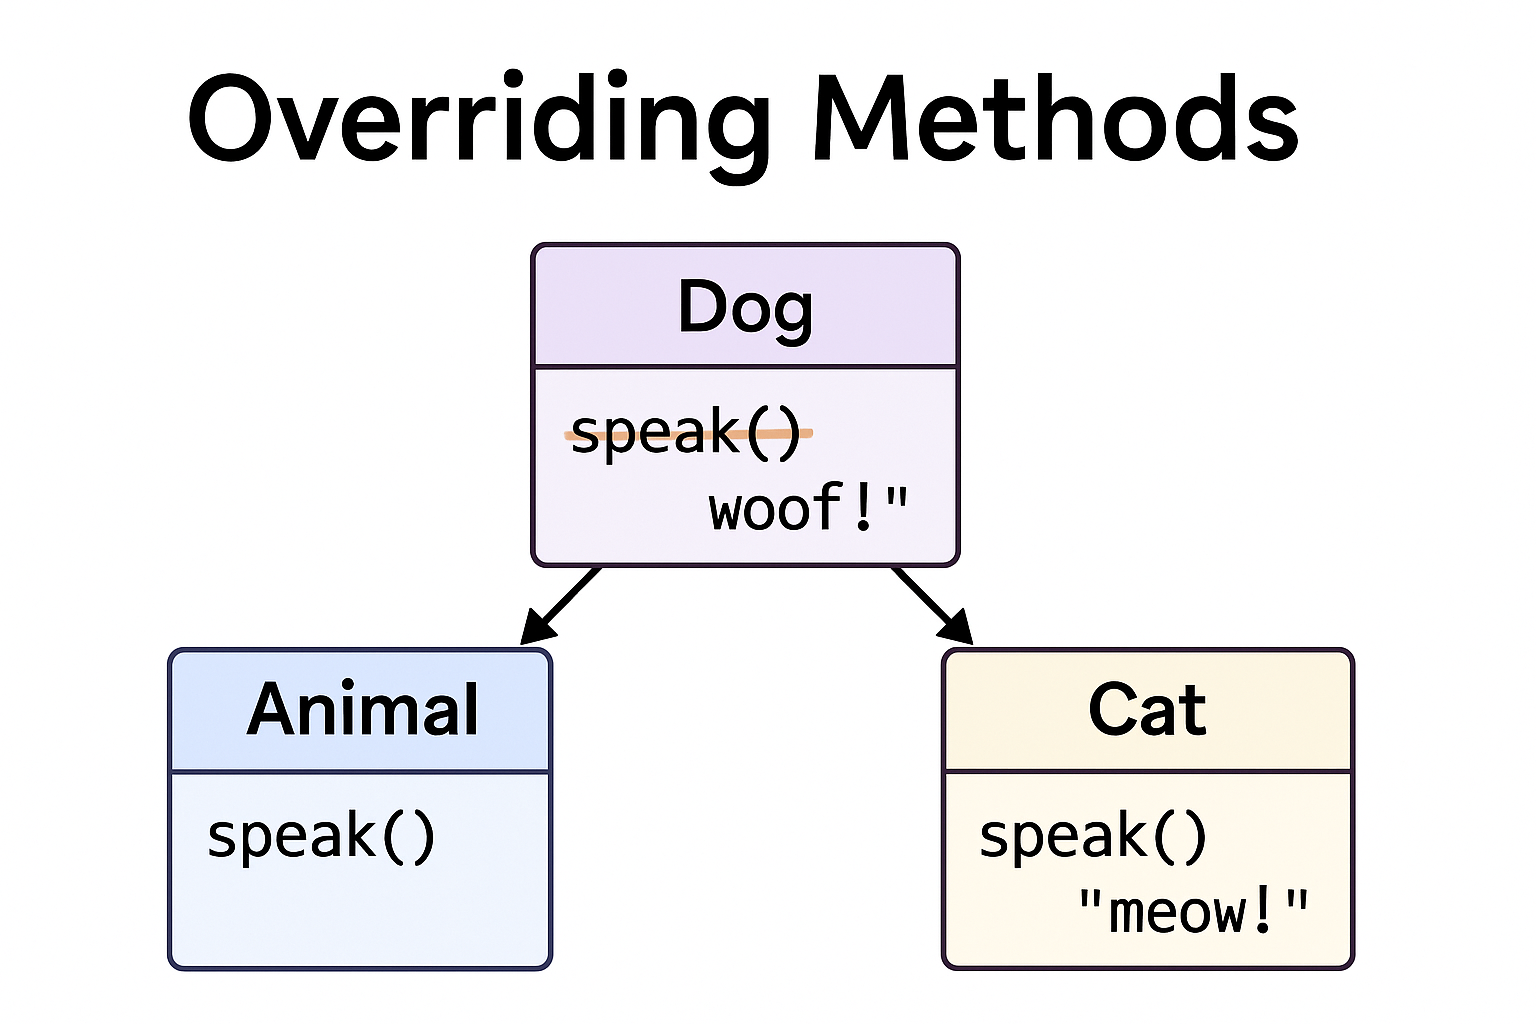 Overriding Methods
Dog
speak()
woof!"
Animal
speak()
Cat
speak()
"meow!"